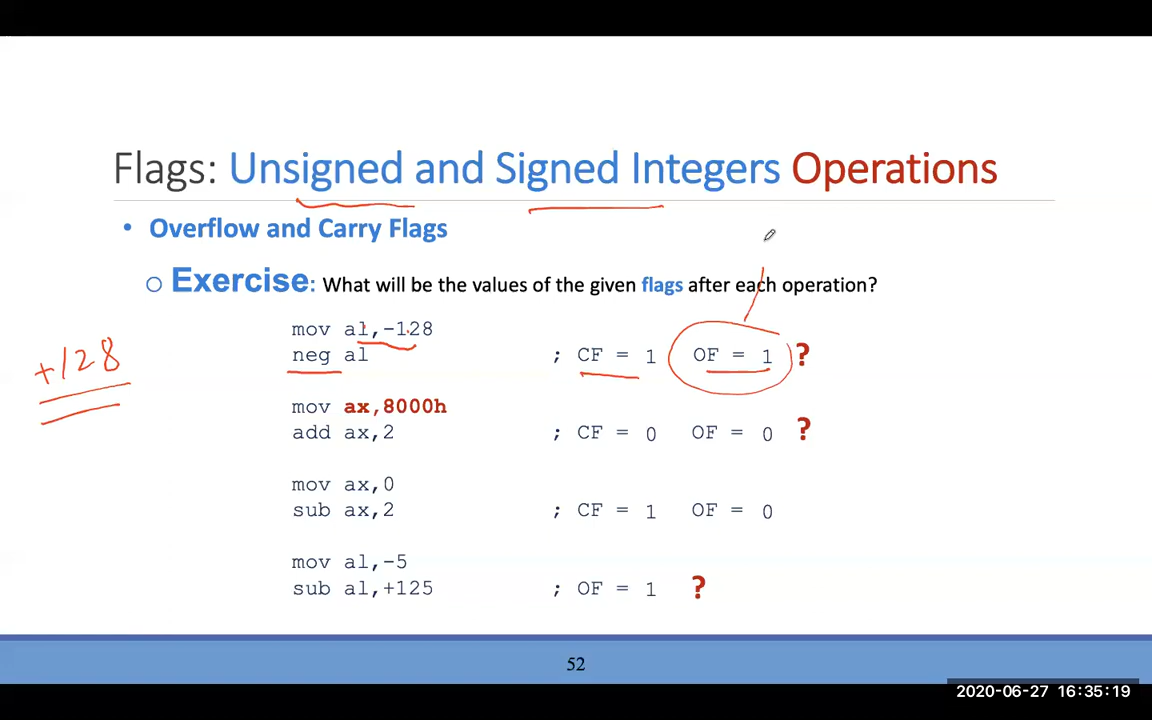 Flags: Unsigned and Signed Integers Operations
• Overflow and Carry Flags
o Exercise: What will be the values of the given flags after each operation?
mov al,-128
neg al ; CF = 1 OF = 1 ?
+128
mov ax,8000h
add ax,2 ; CF = 0 OF = 0 ?
mov ax,0
sub ax,2 ; CF = 1 OF = 0
mov al,-5
sub al,+125 ; OF = 1 ?
52
2020-06-27 16:35:19